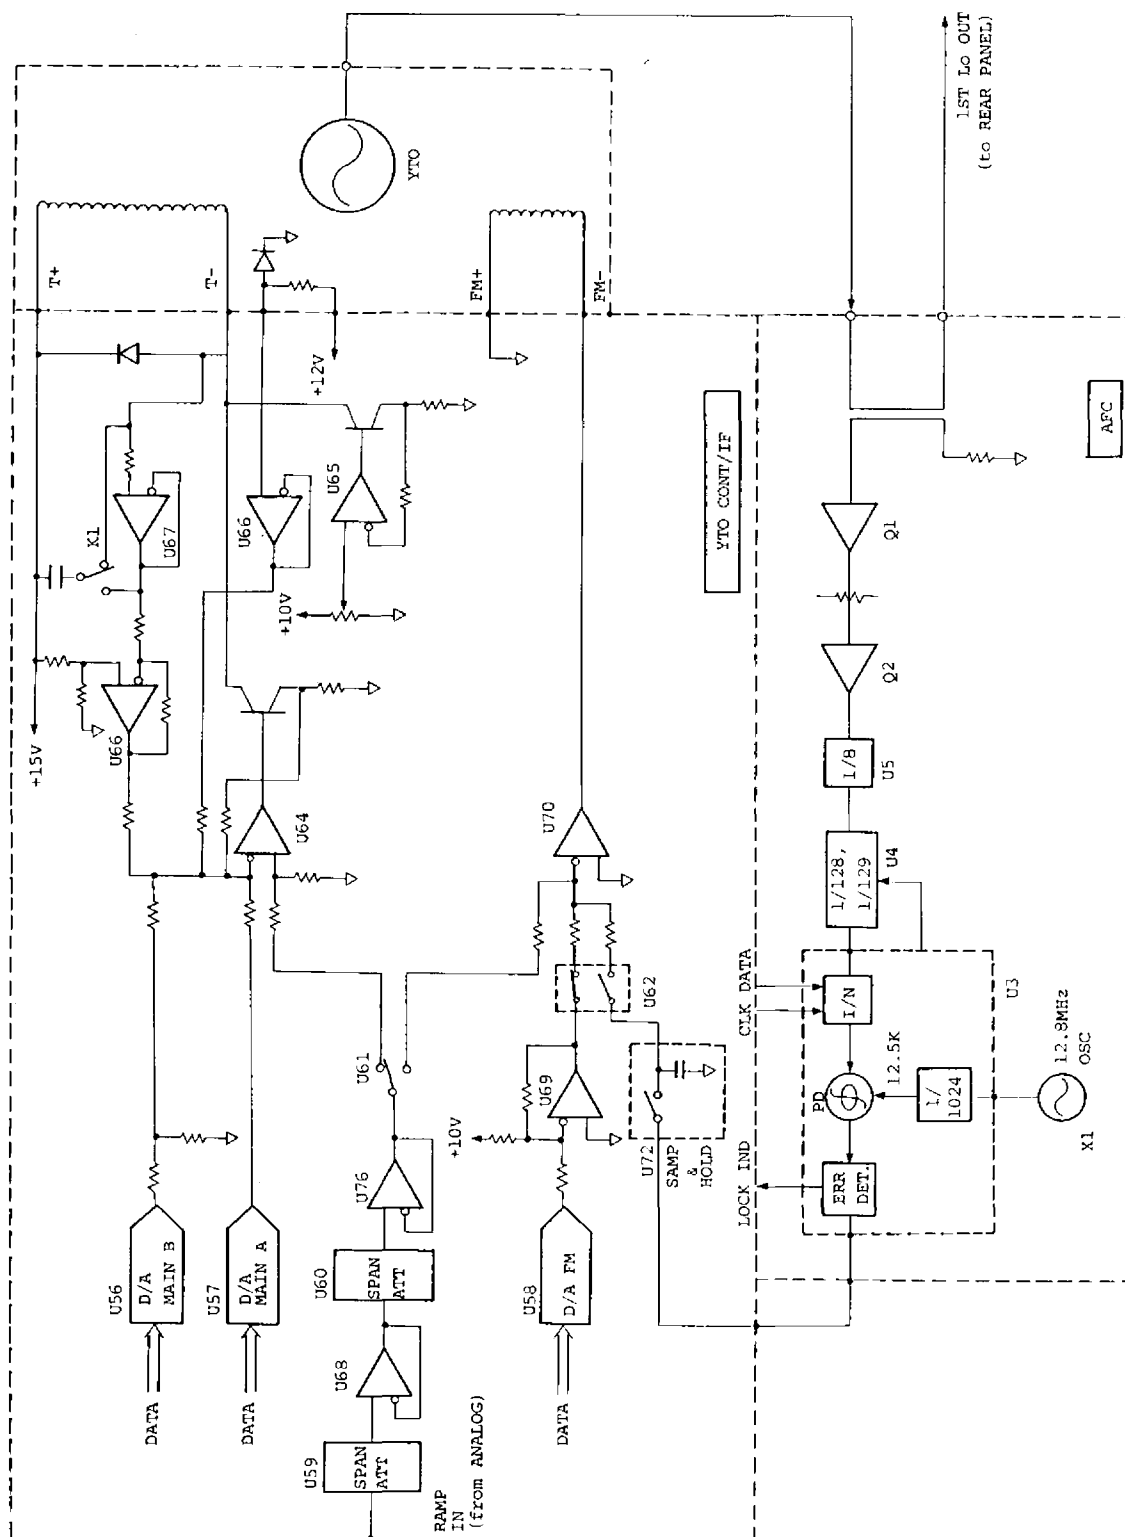 1ST LO OUT
(to REAR PANEL)
YTO
T+
T-
FM+
FM-
+12V
K1
U67
U66
U65
+10V
+15V
U66
U64
YTO CONT/IF
AFC
Q1
Q2
U5
1/8
U4
1/128,
1/129
U70
U62
U61
U69
+10V
U72
SAMP
&
HOLD
CLK DATA
LOCK IND
1/N
U3
12.5K
PD
1/
1024
12.8MHz
OSC
X1
ERR
DET.
U76
U60
SPAN
ATT
U68
U59
SPAN
ATT
RAMP
IN
(from ANALOG)
U56
D/A
MAIN B
DATA
U57
D/A
MAIN A
DATA
U58
D/A FM
DATA